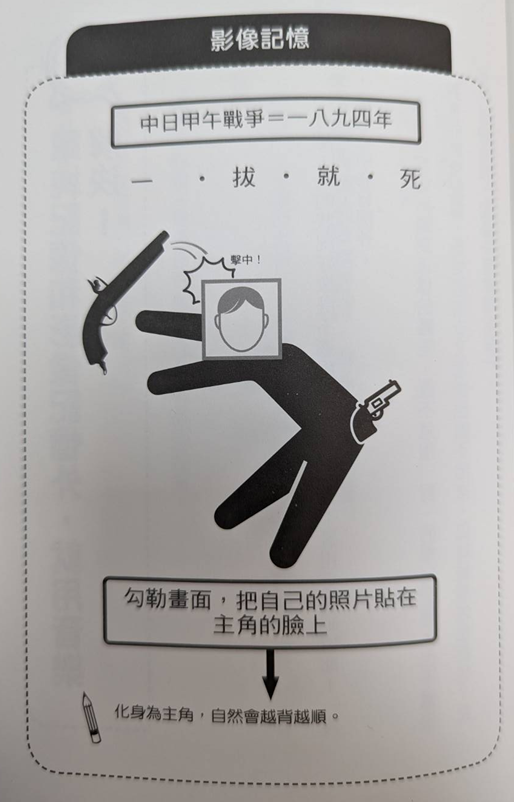 影像記憶
中日甲午戰爭＝一八九四年
一 · 拔 · 就 · 死
擊中！
勾勒畫面，把自己的照片貼在
主角的臉上
化身為主角，自然會越背越順。